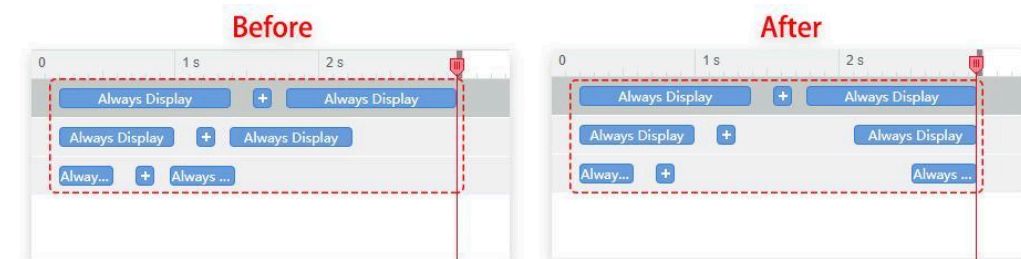 Before After
0 1 s 2 s 0 1 s 2 s
Always Display + Always Display Always Display + Always Display
Always Display + Always Display Always Display + Always Display
Alway... + Always ... Alway... + Always ...